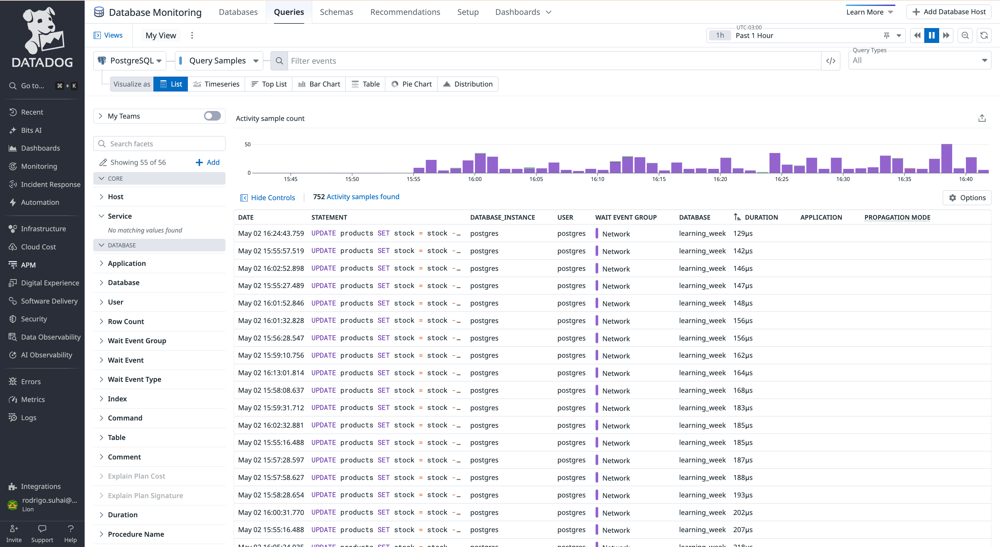 DATADOG
Go to... ⌘ + K
Recent
Bits AI
Dashboards
Monitoring
Incident Response
Automation
Infrastructure
Cloud Cost
APM
Digital Experience
Software Delivery
Security
Data Observability
AI Observability
Errors
Metrics
Logs
Integrations
rodrigo.suhai@...
Lion
Invite Support Help
Database Monitoring Databases Queries Schemas Recommendations Setup Dashboards Learn More + Add Database Host
Views My View UTC-03:00 1h Past 1 Hour
PostgreSQL Query Samples Filter events </> Query Types All
Visualize as List Timeseries Top List Bar Chart Table Pie Chart Distribution
My Teams
Search facets
Showing 55 of 56 + Add
CORE
Host
Service
No matching values found
DATABASE
Application
Database
User
Row Count
Wait Event Group
Wait Event
Wait Event Type
Index
Command
Table
Comment
Explain Plan Cost
Explain Plan Signature
Duration
Procedure Name
Activity sample count
50
0
15:45 15:50 15:55 16:00 16:05 16:10 16:15 16:20 16:25 16:30 16:35 16:40
Hide Controls 752 Activity samples found Options
DATE STATEMENT DATABASE_INSTANCE USER WAIT EVENT GROUP DATABASE DURATION APPLICATION PROPAGATION MODE
May 02 16:24:43.759 UPDATE products SET stock = stock -… postgres postgres Network learning_week 129µs
May 02 15:55:57.519 UPDATE products SET stock = stock -… postgres postgres Network learning_week 142µs
May 02 16:02:52.898 UPDATE products SET stock = stock -… postgres postgres Network learning_week 146µs
May 02 15:55:27.489 UPDATE products SET stock = stock -… postgres postgres Network learning_week 147µs
May 02 16:01:52.846 UPDATE products SET stock = stock -… postgres postgres Network learning_week 148µs
May 02 16:01:32.828 UPDATE products SET stock = stock -… postgres postgres Network learning_week 156µs
May 02 15:56:28.547 UPDATE products SET stock = stock -… postgres postgres Network learning_week 156µs
May 02 15:59:10.756 UPDATE products SET stock = stock -… postgres postgres Network learning_week 162µs
May 02 16:13:01.814 UPDATE products SET stock = stock -… postgres postgres Network learning_week 164µs
May 02 15:58:08.637 UPDATE products SET stock = stock -… postgres postgres Network learning_week 168µs
May 02 15:59:31.712 UPDATE products SET stock = stock -… postgres postgres Network learning_week 183µs
May 02 16:02:32.881 UPDATE products SET stock = stock -… postgres postgres Network learning_week 185µs
May 02 15:55:16.488 UPDATE products SET stock = stock -… postgres postgres Network learning_week 185µs
May 02 15:57:28.597 UPDATE products SET stock = stock -… postgres postgres Network learning_week 187µs
May 02 15:57:58.627 UPDATE products SET stock = stock -… postgres postgres Network learning_week 188µs
May 02 15:58:28.654 UPDATE products SET stock = stock -… postgres postgres Network learning_week 193µs
May 02 16:00:31.770 UPDATE products SET stock = stock -… postgres postgres Network learning_week 202µs
May 02 15:55:16.488 UPDATE products SET stock = stock -… postgres postgres Network learning_week 207µs